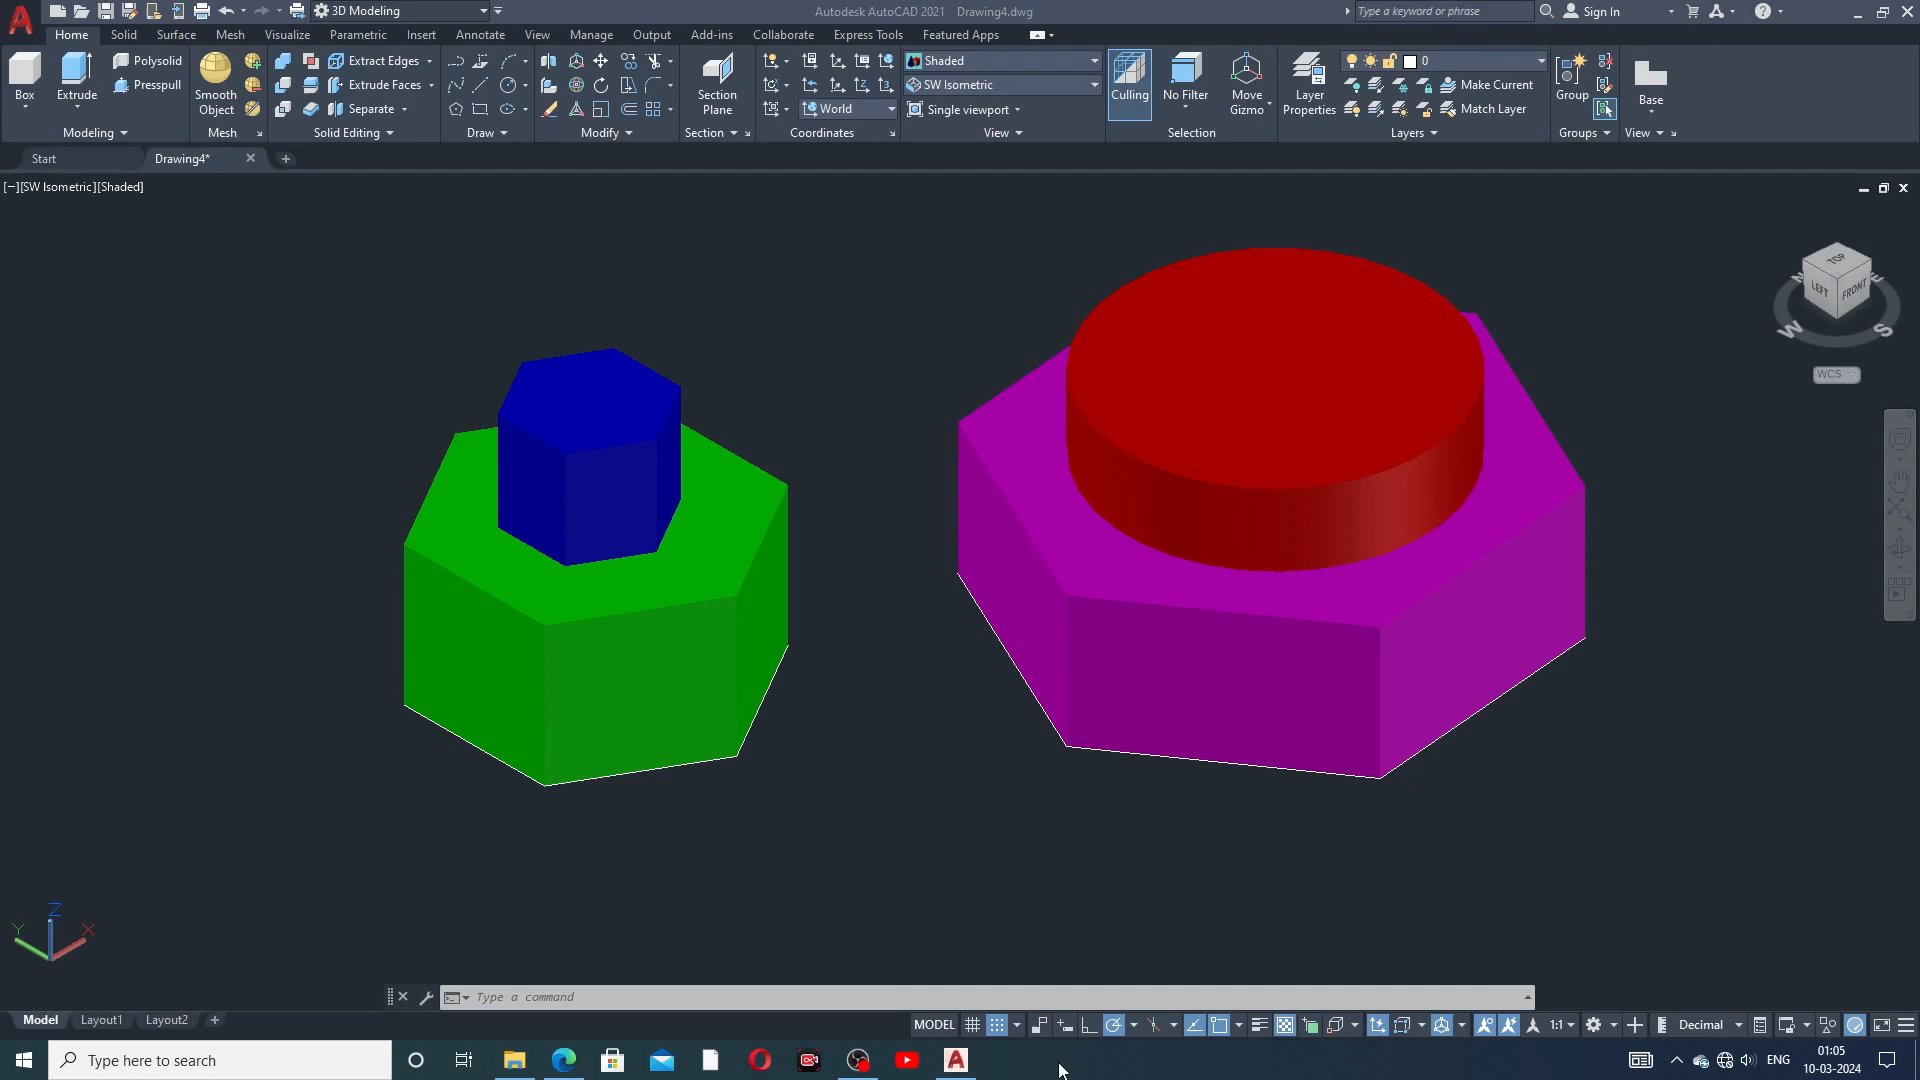 3D Modeling
Autodesk AutoCAD 2021 Drawing4.dwg
Type a keyword or phrase
Sign In
Home Solid Surface Mesh Visualize Parametric Insert Annotate View Manage Output Add-ins Collaborate Express Tools Featured Apps
Box
Extrude
Polysolid
Presspull
Modeling
Smooth
Object
Mesh
Extract Edges
Extrude Faces
Separate
Solid Editing
Draw
Modify
Section
Plane
Section
World
Coordinates
Shaded
SW Isometric
Single viewport
View
Culling
No Filter
Move
Gizmo
Selection
Layer
Properties
0
Make Current
Match Layer
Layers
Group
Groups
Base
View
Start
Drawing4*
[−][SW Isometric][Shaded]
TOP
LEFT
FRONT
N
E
W
S
WCS
Z
Y
X
Type a command
Model
Layout1
Layout2
MODEL
1:1
Decimal
Type here to search
ENG
01:05
10-03-2024